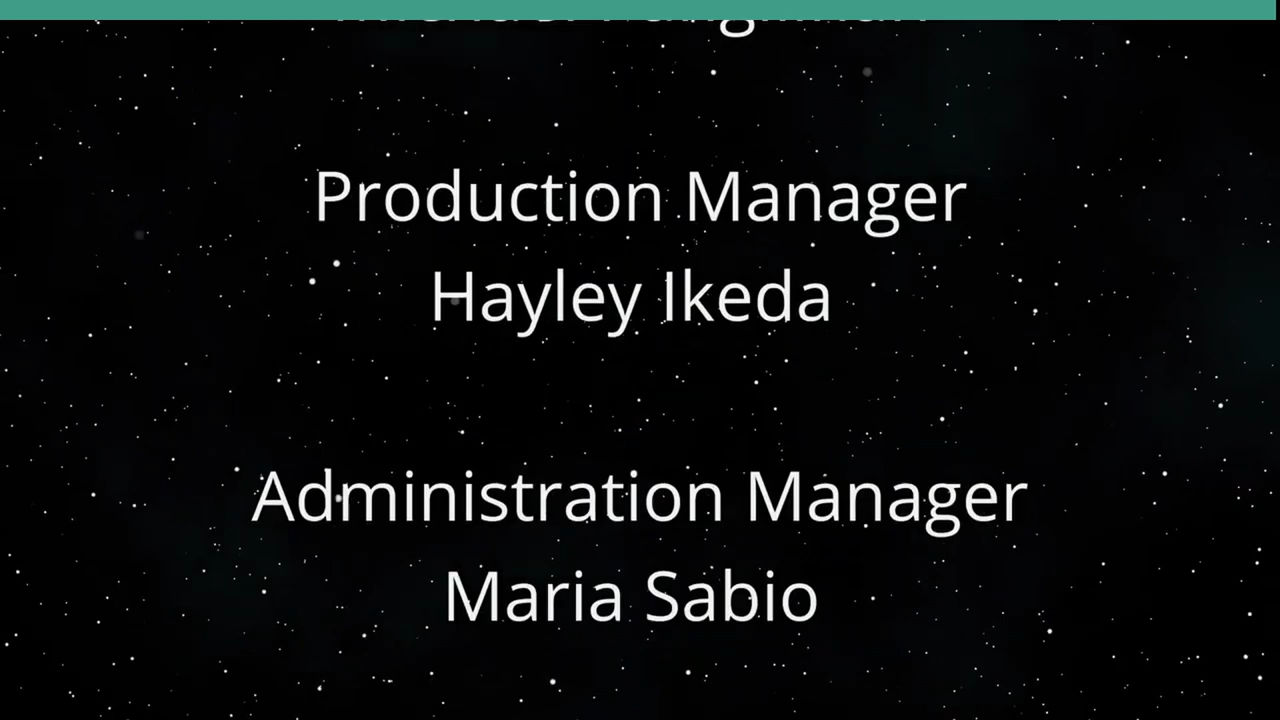 Production Manager
Hayley Ikeda
Administration Manager
Maria Sabio